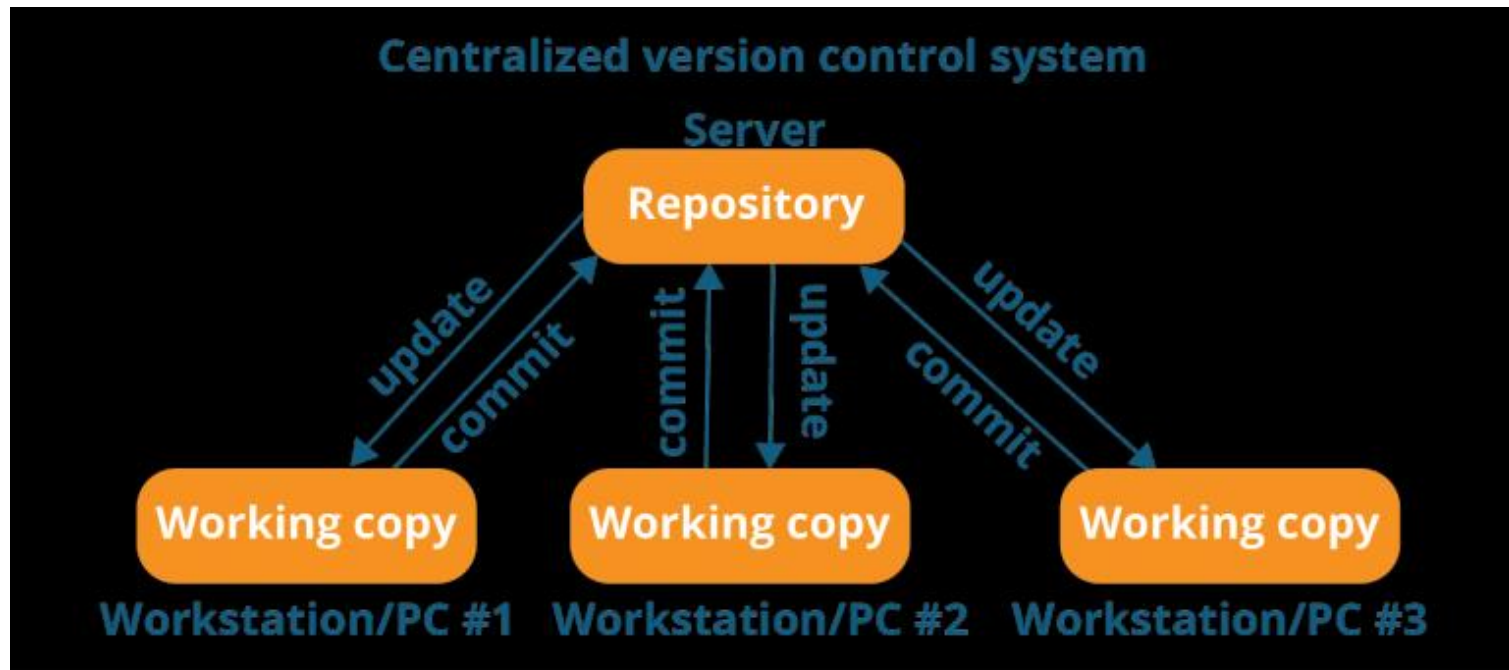 Centralized version control system
Server
Repository
update
commit
commit
update
update
commit
Working copy
Working copy
Working copy
Workstation/PC #1
Workstation/PC #2
Workstation/PC #3